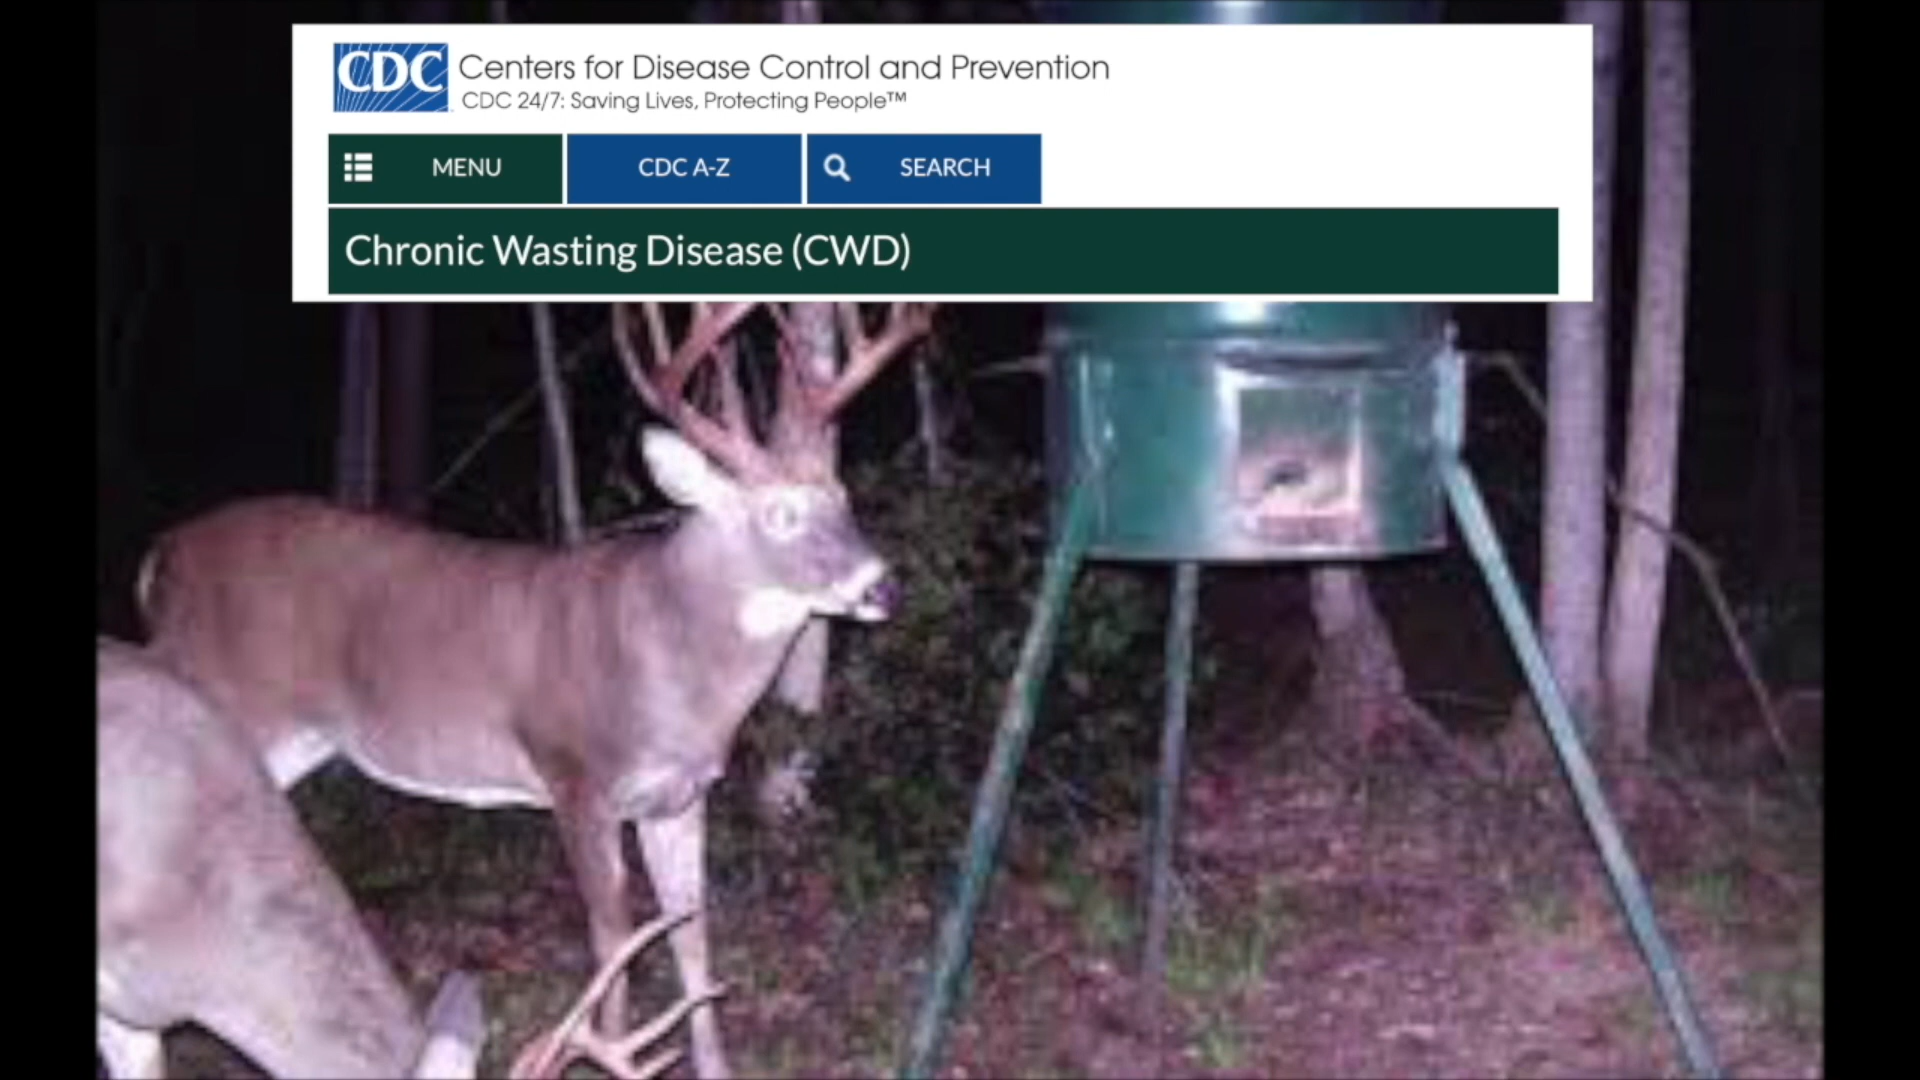 CDC Centers for Disease Control and Prevention
CDC 24/7: Saving Lives, Protecting People™
MENU CDC A-Z SEARCH
Chronic Wasting Disease (CWD)